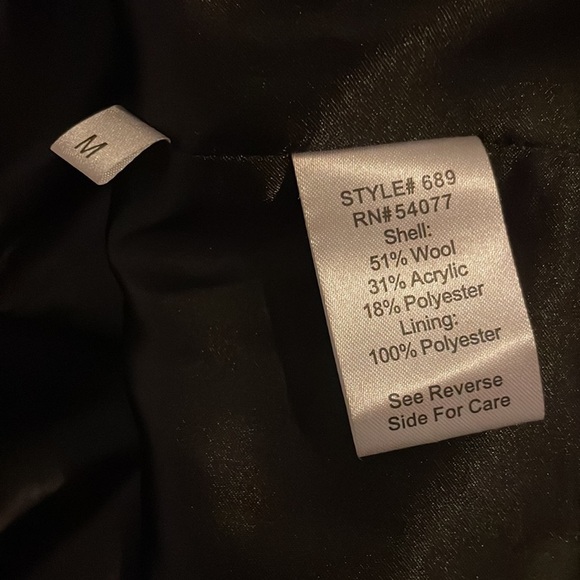 M
STYLE# 689
RN#54077
Shell:
51% Wool
31% Acrylic
18% Polyester
Lining:
100% Polyester
See Reverse
Side For Care